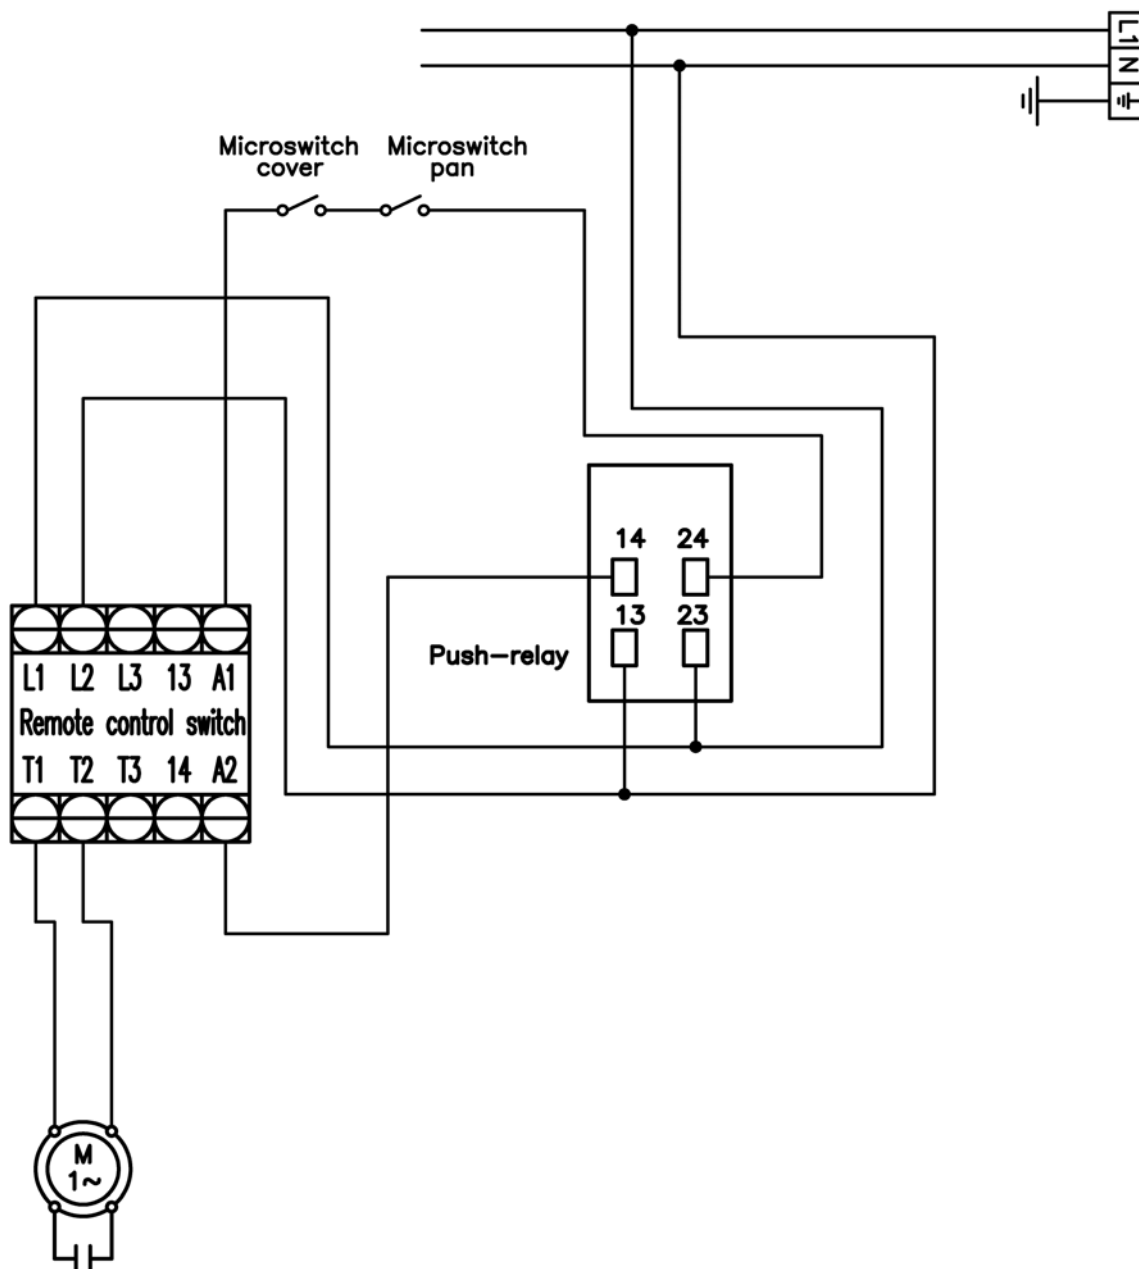 L1
N
Microswitch cover
Microswitch pan
14 24
13 23
Push-relay
L1 L2 L3 13 A1
Remote control switch
T1 T2 T3 14 A2
M
1~